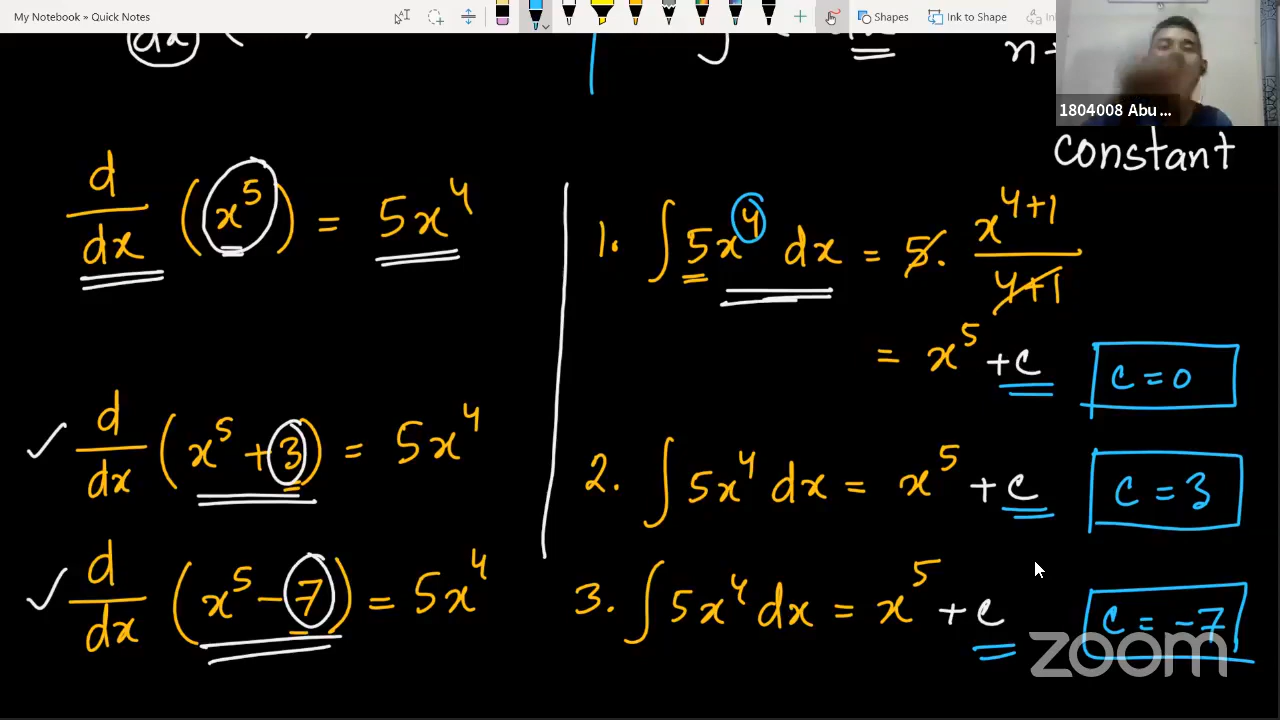 My Notebook » Quick Notes
Shapes
Ink to Shape
1804008 Abu ...
d/dx
dx
constant
d/dx (x^5) = 5x^4
1. ∫ 5x^4 dx = 5. x^(4+1)/(4+1)
= x^5 + c
c = 0
d/dx (x^5 + 3) = 5x^4
2. ∫ 5x^4 dx = x^5 + c
c = 3
d/dx (x^5 - 7) = 5x^4
3. ∫ 5x^4 dx = x^5 + c
c = -7
zoom